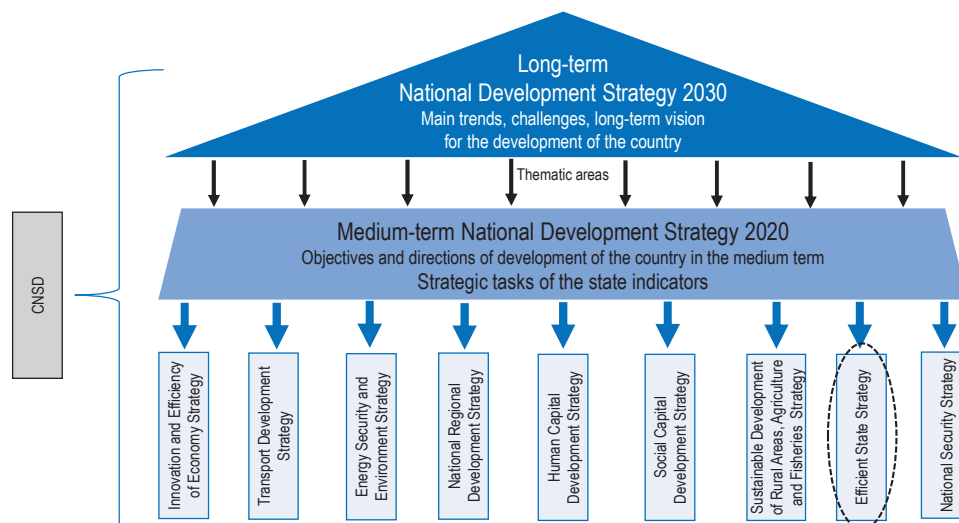 Long-term
National Development Strategy 2030
Main trends, challenges, long-term vision
for the development of the country
Thematic areas
CNSD
Medium-term National Development Strategy 2020
Objectives and directions of development of the country in the medium term
Strategic tasks of the state indicators
Innovation and Efficiency
of Economy Strategy
Transport Development
Strategy
Energy Security and
Environment Strategy
National Regional
Development Strategy
Human Capital
Development Strategy
Social Capital
Development Strategy
Sustainable Development
of Rural Areas, Agriculture
and Fisheries Strategy
Efficient State Strategy
National Security Strategy